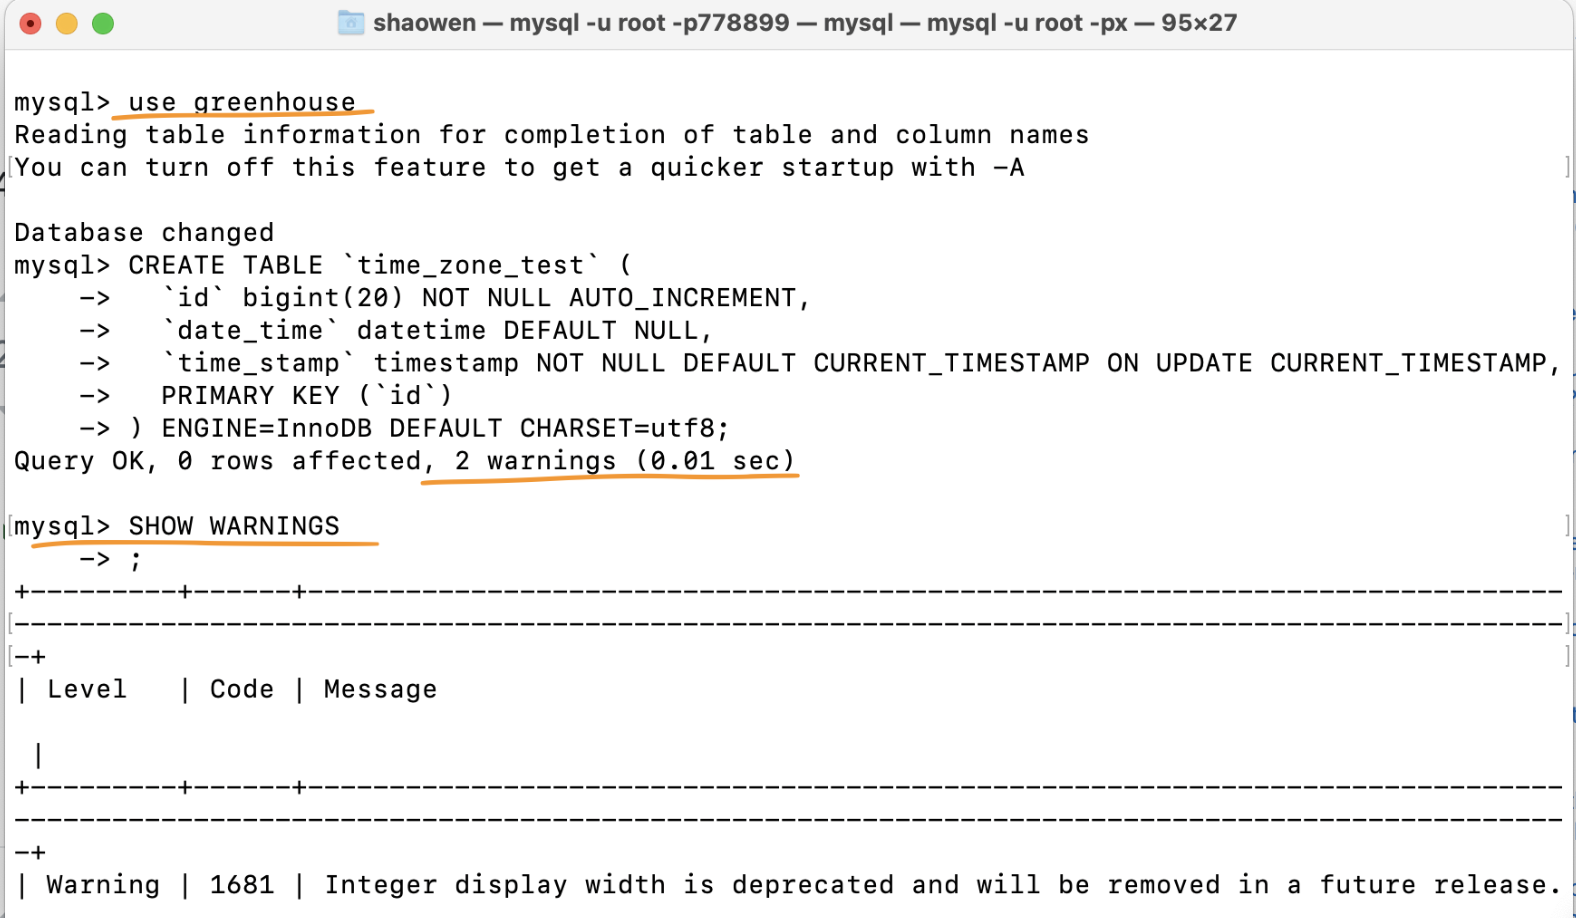 shaowen — mysql -u root -p778899 — mysql — mysql -u root -px — 95×27
mysql> use greenhouse
Reading table information for completion of table and column names
You can turn off this feature to get a quicker startup with -A
Database changed
mysql> CREATE TABLE `time_zone_test` (
    ->   `id` bigint(20) NOT NULL AUTO_INCREMENT,
    ->   `date_time` datetime DEFAULT NULL,
    ->   `time_stamp` timestamp NOT NULL DEFAULT CURRENT_TIMESTAMP ON UPDATE CURRENT_TIMESTAMP,
    ->   PRIMARY KEY (`id`)
    -> ) ENGINE=InnoDB DEFAULT CHARSET=utf8;
Query OK, 0 rows affected, 2 warnings (0.01 sec)
mysql> SHOW WARNINGS
    -> ;
+---------+------+-----------------------------------------------------------------------------
-----------------------------------------------------------------------------------------------
-+
| Level   | Code | Message
 |
+---------+------+-----------------------------------------------------------------------------
-----------------------------------------------------------------------------------------------
-+
| Warning | 1681 | Integer display width is deprecated and will be removed in a future release.